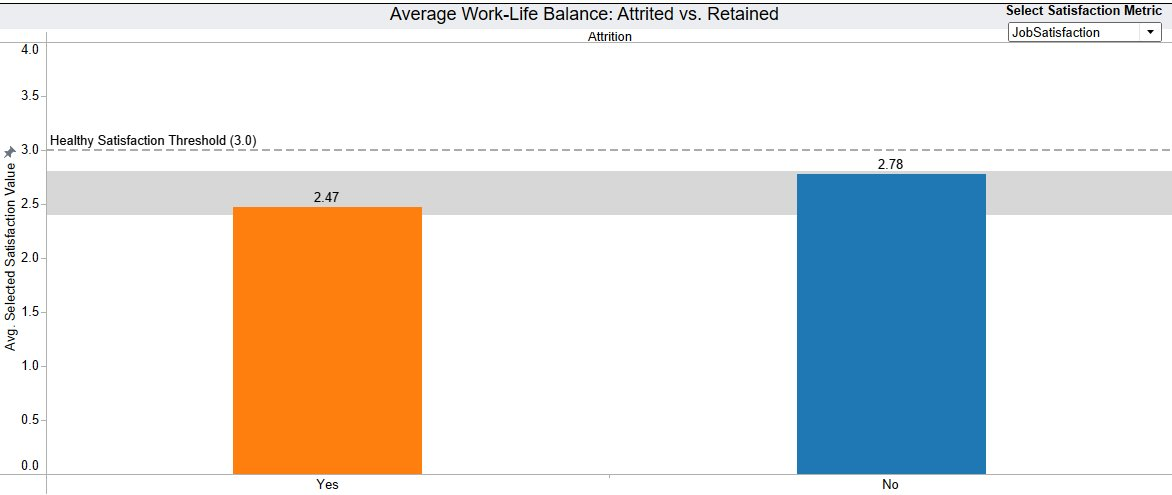 Average Work-Life Balance: Attrited vs. Retained
Select Satisfaction Metric
JobSatisfaction
Attrition
Avg. Selected Satisfaction Value
4.0
3.5
3.0
2.5
2.0
1.5
1.0
0.5
0.0
Healthy Satisfaction Threshold (3.0)
2.47
2.78
Yes
No